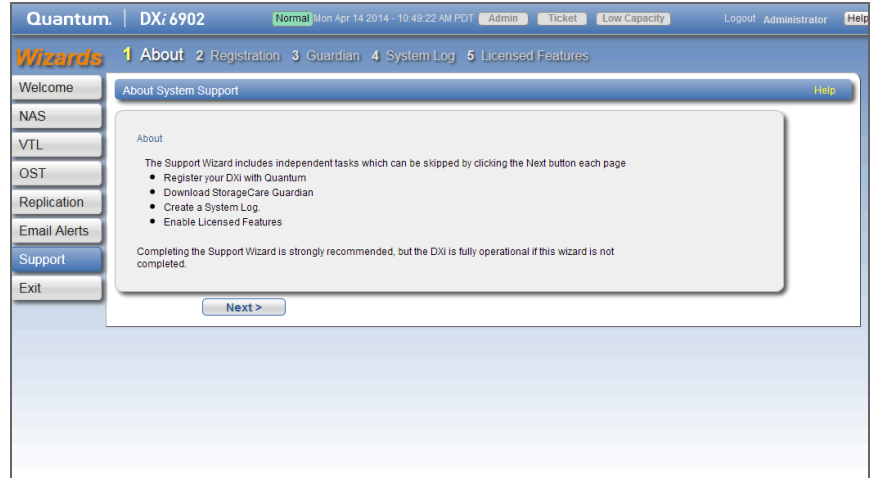 Quantum. DXi 6902 Normal Mon Apr 14 2014 - 10:49:22 AM PDT Admin Ticket Low Capacity Logout Administrator Help
Wizards 1 About 2 Registration 3 Guardian 4 System Log 5 Licensed Features
Welcome
NAS
VTL
OST
Replication
Email Alerts
Support
Exit
About System Support Help
About
The Support Wizard includes independent tasks which can be skipped by clicking the Next button each page
• Register your DXi with Quantum
• Download StorageCare Guardian
• Create a System Log.
• Enable Licensed Features
Completing the Support Wizard is strongly recommended, but the DXi is fully operational if this wizard is not
completed.
Next >